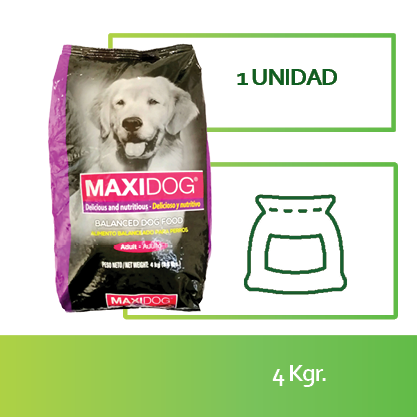 1 UNIDAD
MAXIDOG®
Delicious and nutritious - Delicioso y nutritivo
BALANCED DOG FOOD
ALIMENTO BALANCEADO PARA PERROS
Adult - Adulto
PESO NETO / NET WEIGHT: 4 kg
MAXIDOG
4 Kgr.